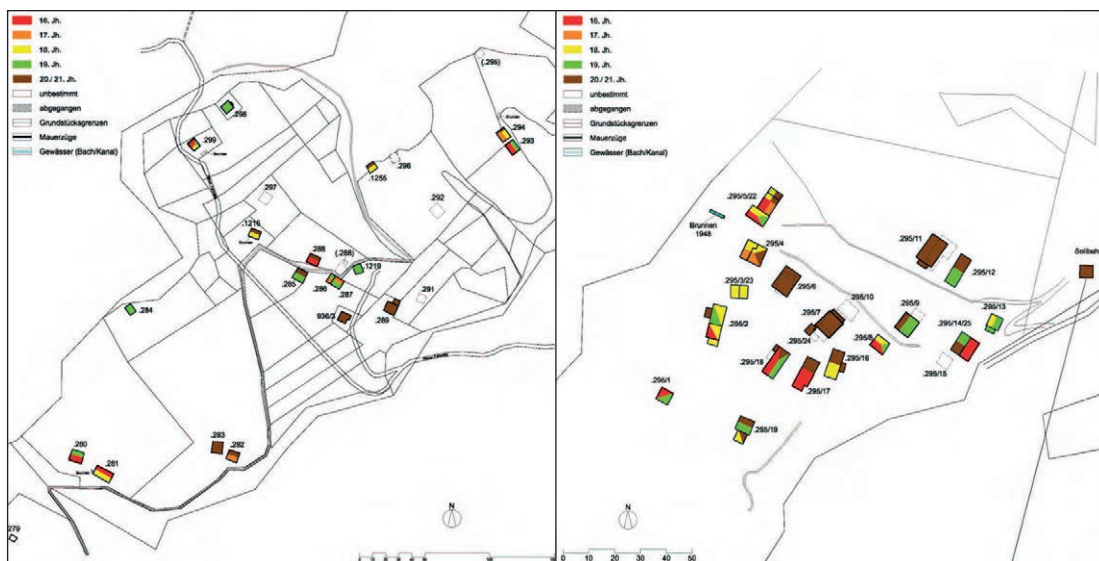 16. Jh.
17. Jh.
18. Jh.
19. Jh.
20./ 21. Jh.
unbestimmt
abgegangen
Grundstücksgrenzen
Mauerzüge
Gewässer (Bach/Kanal)
(.295)
.298
Brunnen
.294
.293
.299
Brunnen
.296
.1255
.297
.292
.1216
Brunnen
.288
(.288)
.1219
.285
.286
.287
.291
.284
936/3
.289
.283
.282
.280
Brunnen
.281
N
.279
16. Jh.
17. Jh.
18. Jh.
19. Jh.
20./ 21. Jh.
unbestimmt
abgegangen
Grundstücksgrenzen
Mauerzüge
Gewässer (Bach/Kanal)
.295/5/22
Brunnen
1948
.295/4
.295/11
.295/12
.295/6
.295/3/23
.295/10
.295/9
.295/13
.295/2
.295/7
.295/24
.295/8
.295/14/25
.295/18
.295/16
.295/15
.295/17
.295/1
.295/19
N
0 10 20 30 40 50